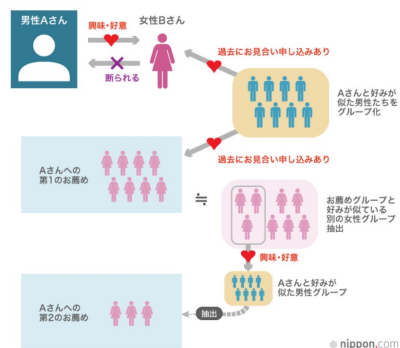 男性Aさん
女性Bさん
興味・好意
断られる
過去にお見合い申し込みあり
Aさんと好みが
似た男性たちを
グループ化
過去にお見合い申し込みあり
Aさんへの
第1のお薦め
≒
お薦めグループと
好みが似ている
別の女性グループ
抽出
興味・好意
Aさんと好みが
似た男性グループ
Aさんへの
第2のお薦め
抽出
nippon.com